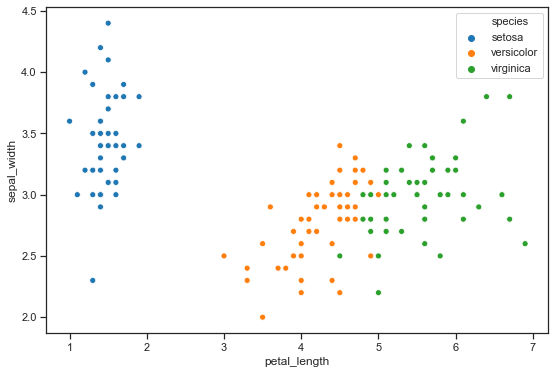 species
setosa
versicolor
virginica
4.5
4.0
3.5
3.0
2.5
2.0
sepal_width
1 2 3 4 5 6 7
petal_length